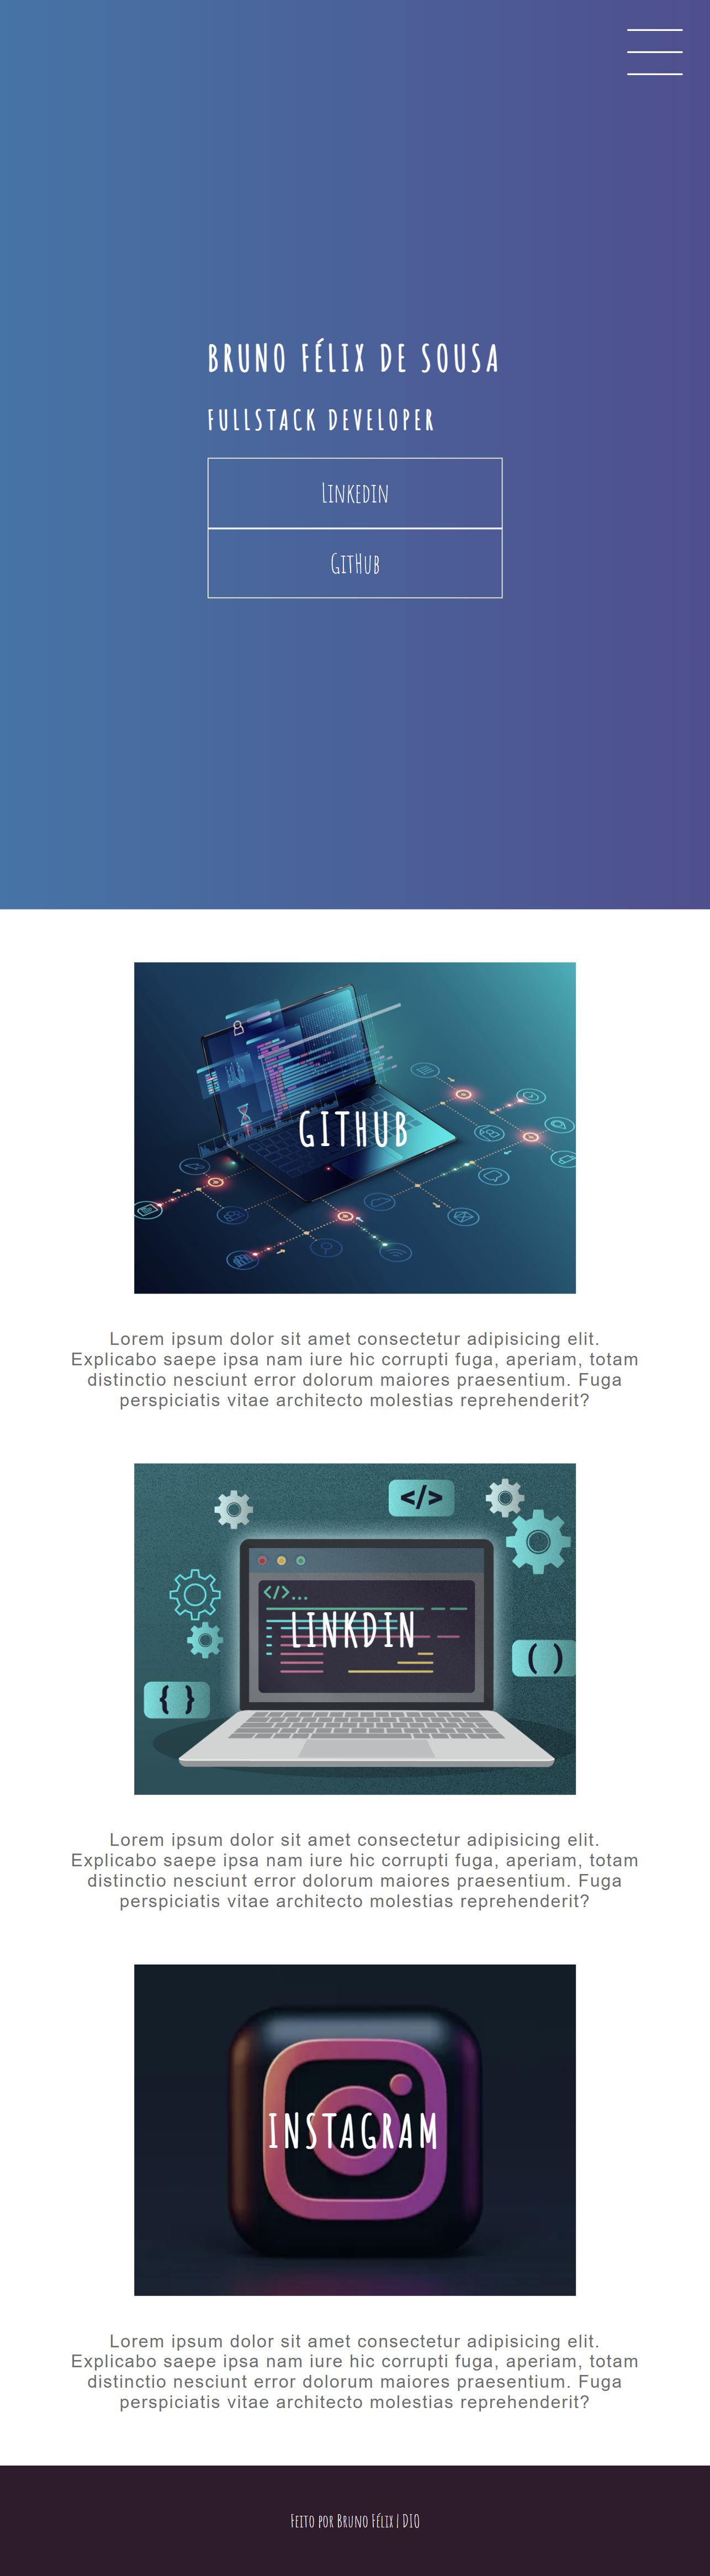 BRUNO FÉLIX DE SOUSA
FULLSTACK DEVELOPER
Linkedin
GitHub
GITHUB
Lorem ipsum dolor sit amet consectetur adipisicing elit.
Explicabo saepe ipsa nam iure hic corrupti fuga, aperiam, totam
distinctio nesciunt error dolorum maiores praesentium. Fuga
perspiciatis vitae architecto molestias reprehenderit?
</>
</>...
LINKDIN
( )
{ }
Lorem ipsum dolor sit amet consectetur adipisicing elit.
Explicabo saepe ipsa nam iure hic corrupti fuga, aperiam, totam
distinctio nesciunt error dolorum maiores praesentium. Fuga
perspiciatis vitae architecto molestias reprehenderit?
INSTAGRAM
Lorem ipsum dolor sit amet consectetur adipisicing elit.
Explicabo saepe ipsa nam iure hic corrupti fuga, aperiam, totam
distinctio nesciunt error dolorum maiores praesentium. Fuga
perspiciatis vitae architecto molestias reprehenderit?
Feito por Bruno Félix | DIO